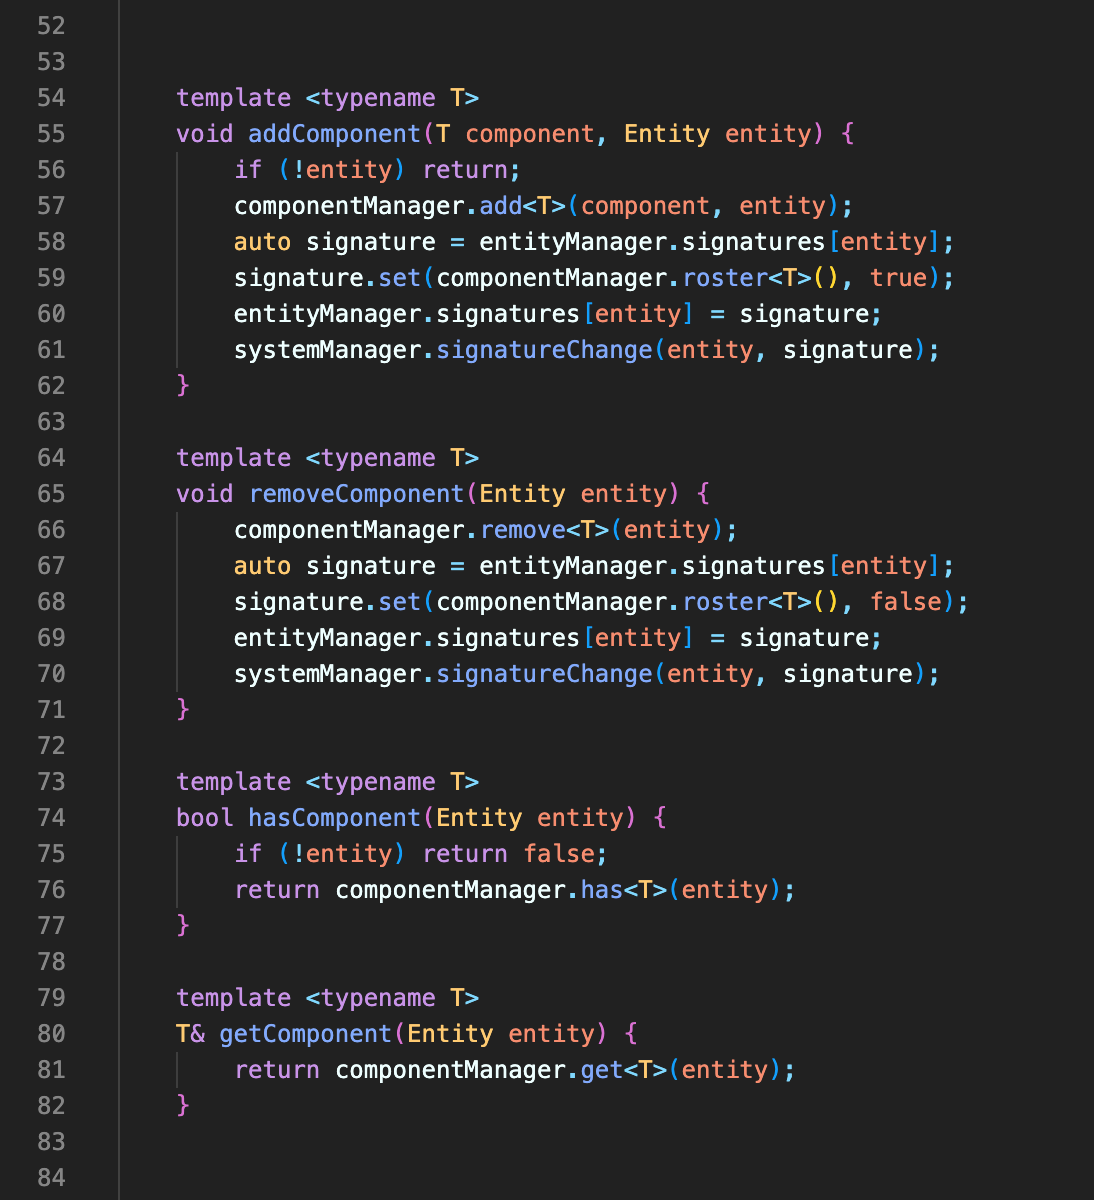 52
53
54 template <typename T>
55 void addComponent(T component, Entity entity) {
56 if (!entity) return;
57 componentManager.add<T>(component, entity);
58 auto signature = entityManager.signatures[entity];
59 signature.set(componentManager.roster<T>(), true);
60 entityManager.signatures[entity] = signature;
61 systemManager.signatureChange(entity, signature);
62 }
63
64 template <typename T>
65 void removeComponent(Entity entity) {
66 componentManager.remove<T>(entity);
67 auto signature = entityManager.signatures[entity];
68 signature.set(componentManager.roster<T>(), false);
69 entityManager.signatures[entity] = signature;
70 systemManager.signatureChange(entity, signature);
71 }
72
73 template <typename T>
74 bool hasComponent(Entity entity) {
75 if (!entity) return false;
76 return componentManager.has<T>(entity);
77 }
78
79 template <typename T>
80 T& getComponent(Entity entity) {
81 return componentManager.get<T>(entity);
82 }
83
84